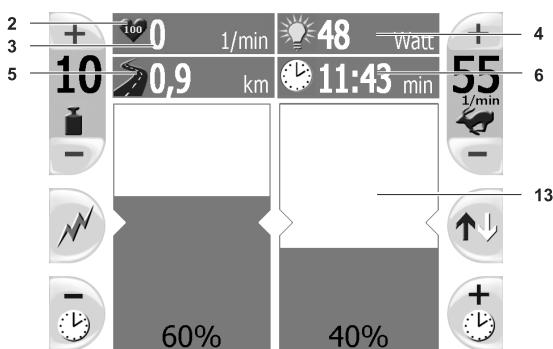 2 100 0 1/min 48 Watt 4
3
+ +
5 0,9 km 11:43 min 6
10 55
1/min
− −
13
− +
60% 40%